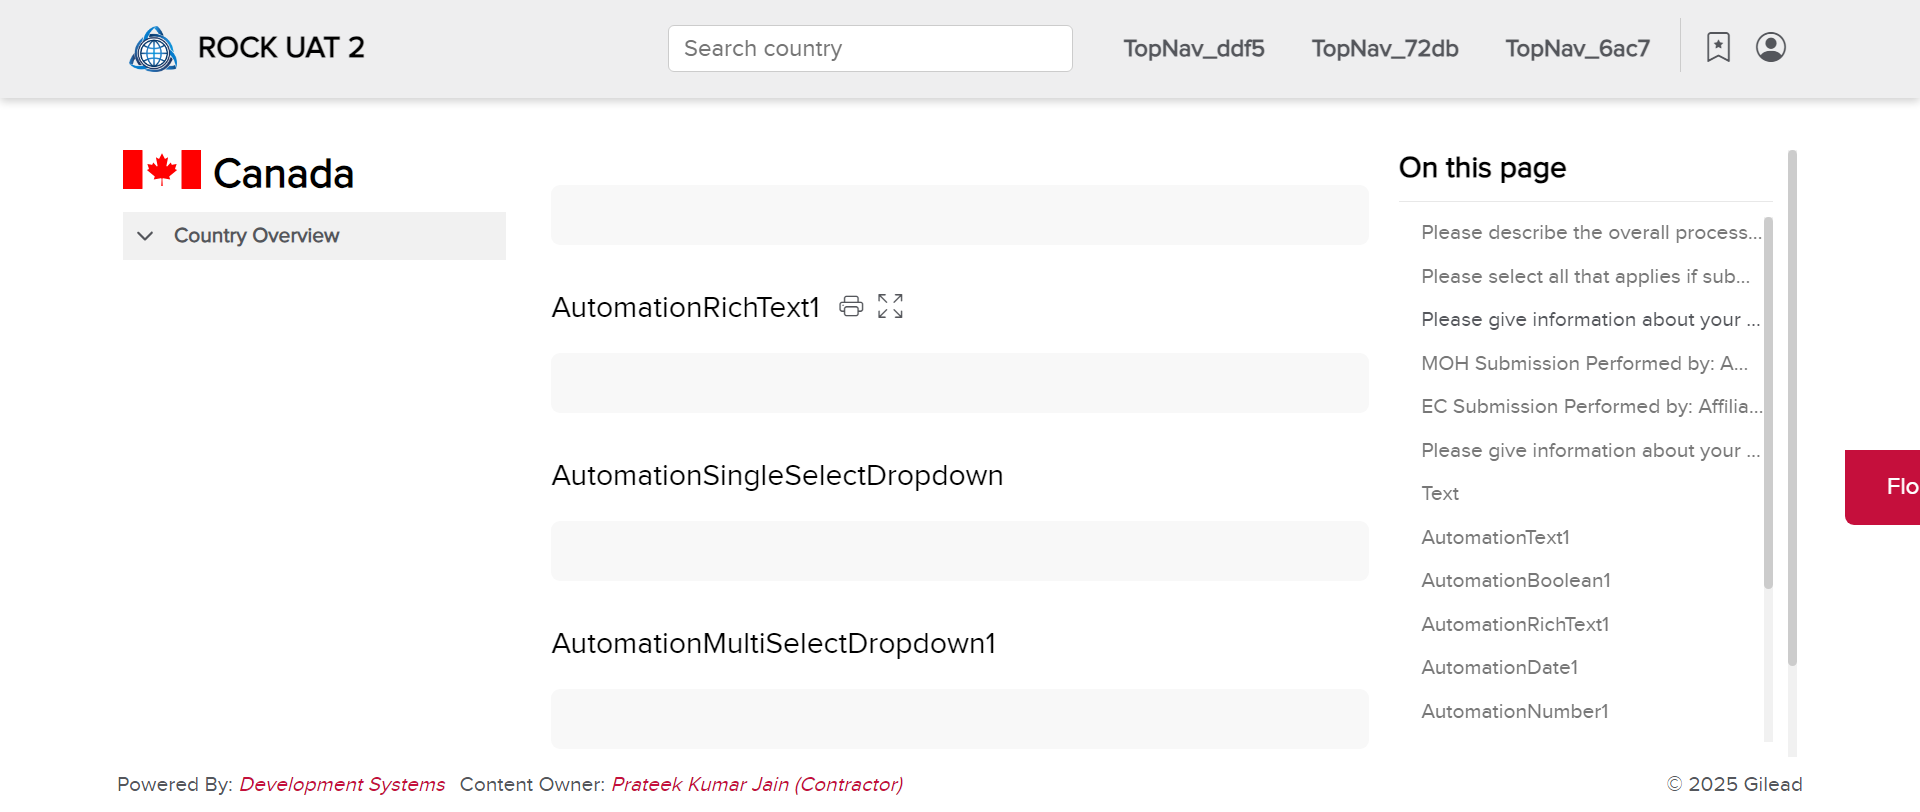 ROCK UAT 2
Search country
TopNav_ddf5
TopNav_72db
TopNav_6ac7
Canada
Country Overview
AutomationRichText1
AutomationSingleSelectDropdown
AutomationMultiSelectDropdown1
On this page
Please describe the overall process...
Please select all that applies if sub...
Please give information about your ...
MOH Submission Performed by: A...
EC Submission Performed by: Affilia...
Please give information about your ...
Text
AutomationText1
AutomationBoolean1
AutomationRichText1
AutomationDate1
AutomationNumber1
Flo
Powered By: Development Systems Content Owner: Prateek Kumar Jain (Contractor)
© 2025 Gilead